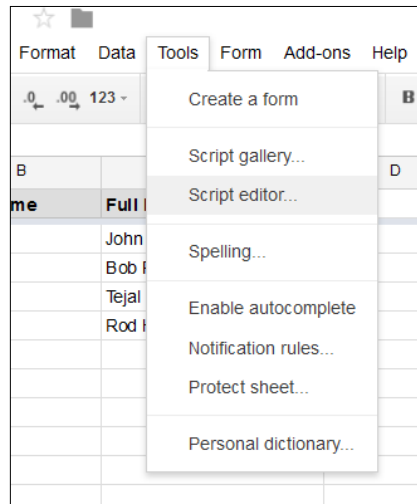 Format Data Tools Form Add-ons Help
.0 .00 123 B
Create a form
Script gallery...
Script editor...
Spelling...
Enable autocomplete
Notification rules...
Protect sheet...
Personal dictionary...
B D
me Full
John
Bob
Tejal
Rod